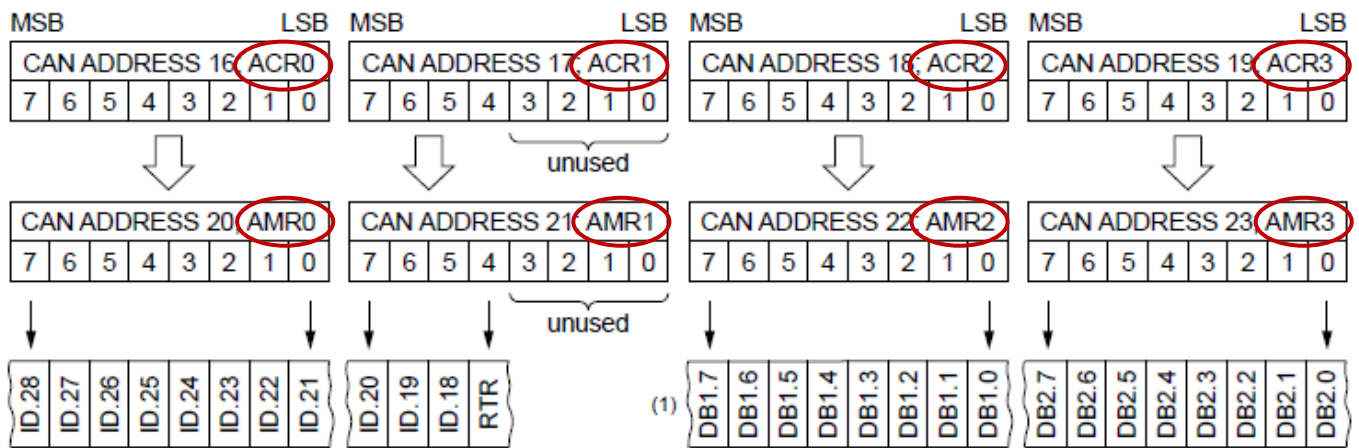 MSB LSB MSB LSB MSB LSB MSB LSB
CAN ADDRESS 16; ACR0 CAN ADDRESS 17; ACR1 CAN ADDRESS 18; ACR2 CAN ADDRESS 19; ACR3
7 6 5 4 3 2 1 0 7 6 5 4 3 2 1 0 7 6 5 4 3 2 1 0 7 6 5 4 3 2 1 0
unused
CAN ADDRESS 20; AMR0 CAN ADDRESS 21; AMR1 CAN ADDRESS 22; AMR2 CAN ADDRESS 23; AMR3
7 6 5 4 3 2 1 0 7 6 5 4 3 2 1 0 7 6 5 4 3 2 1 0 7 6 5 4 3 2 1 0
unused
ID.28 ID.27 ID.26 ID.25 ID.24 ID.23 ID.22 ID.21 ID.20 ID.19 ID.18 RTR (1) DB1.7 DB1.6 DB1.5 DB1.4 DB1.3 DB1.2 DB1.1 DB1.0 DB2.7 DB2.6 DB2.5 DB2.4 DB2.3 DB2.2 DB2.1 DB2.0